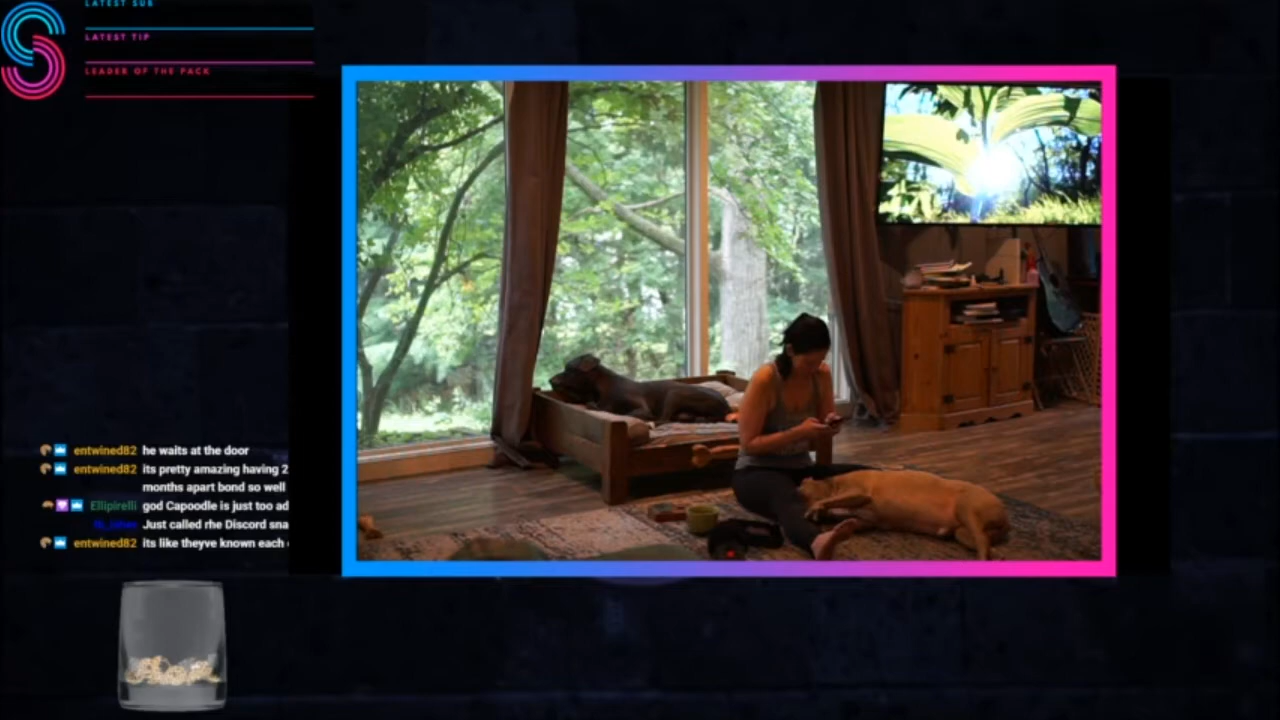 LATEST SUB
LATEST TIP
LEADER OF THE PACK
entwined82 he waits at the door
entwined82 its pretty amazing having 2
months apart bond so well
Ellipirelli god Capoodle is just too ad
Just called rhe Discord sna
entwined82 its like theyve known each